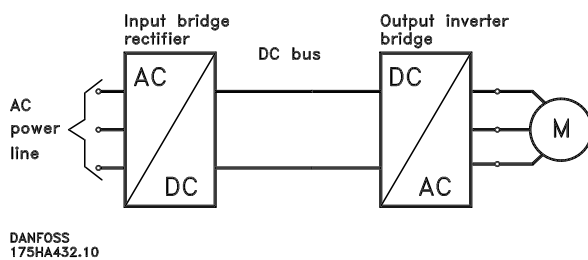 Input bridge
rectifier
DC bus
Output inverter
bridge
AC
DC
AC
power
line
DC
AC
M
DANFOSS
175HA432.10